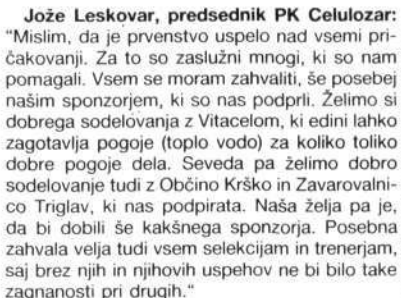 Jože Leskovar, predsednik PK Celulozar:
“Mislim, da je prvenstvo uspelo nad vsemi pri-
čakovanji. Za to so zaslužni mnogi, ki so nam
pomagali. Vsem se moram zahvaliti, še posebej
našim sponzorjem, ki so nas podprli. Želimo si
dobrega sodelovanja z Vitacelom, ki edini lahko
zagotavlja pogoje (toplo vodo) za koliko toliko
dobre pogoje dela. Seveda pa želimo dobro
sodelovanje tudi z Občino Krško in Zavarovalni-
co Triglav, ki nas podpirata. Naša želja pa je,
da bi dobili še kakšnega sponzorja. Posebna
zahvala velja tudi vsem selekcijam in trenerjam,
saj brez njih in njihovih uspehov ne bi bilo take
zagnanosti pri drugih.“